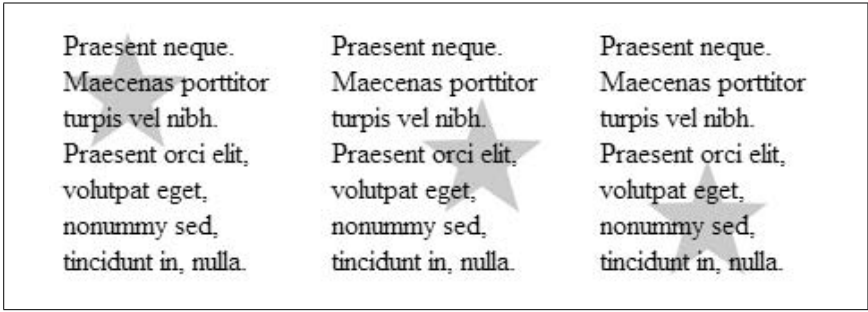 Praesent neque.
Maecenas porttitor
turpis vel nibh.
Praesent orci elit,
volutpat eget,
nonummy sed,
tincidunt in, nulla.
Praesent neque.
Maecenas porttitor
turpis vel nibh.
Praesent orci elit,
volutpat eget,
nonummy sed,
tincidunt in, nulla.
Praesent neque.
Maecenas porttitor
turpis vel nibh.
Praesent orci elit,
volutpat eget,
nonummy sed,
tincidunt in, nulla.